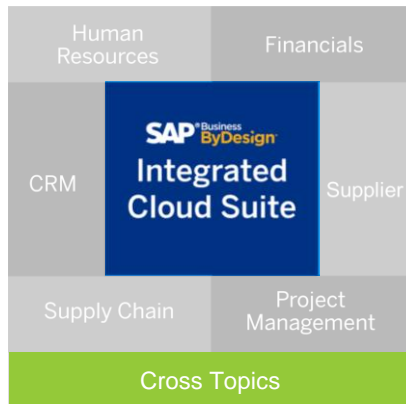 Human
Resources
Financials
CRM
SAP® Business
ByDesign
Integrated
Cloud Suite
Supplier
Supply Chain
Project
Management
Cross Topics